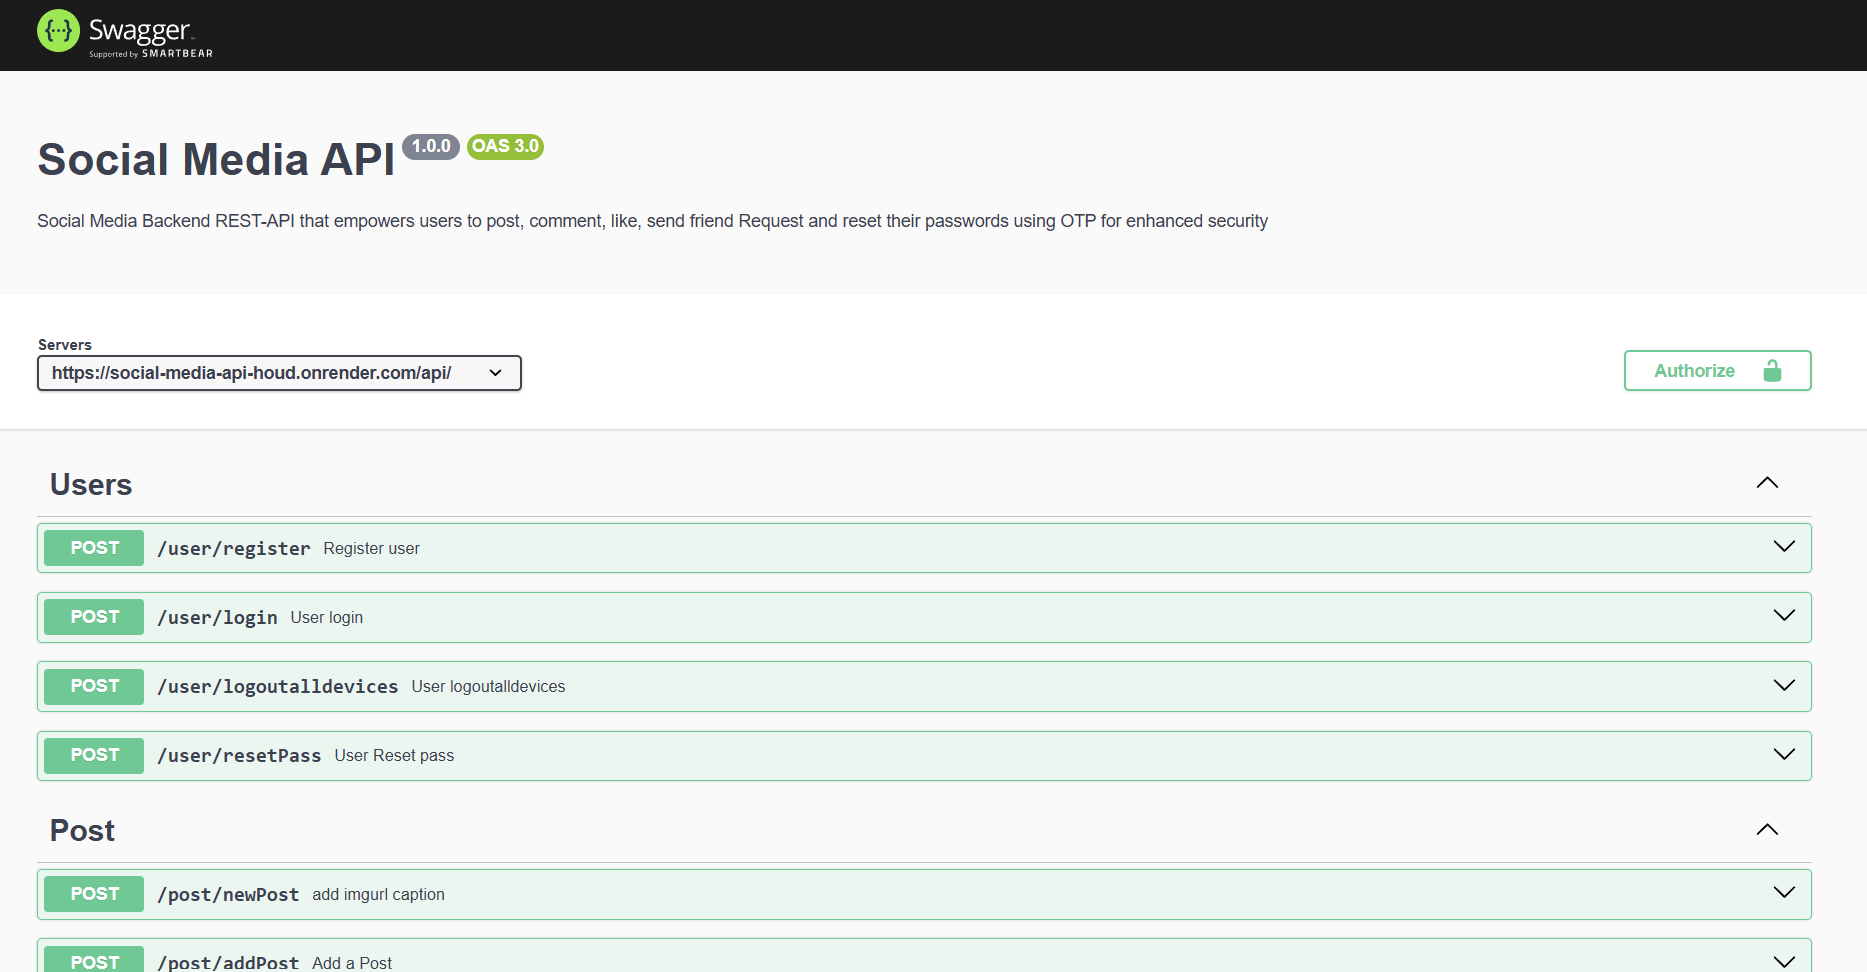 Swagger
Supported by SMARTBEAR
Social Media API 1.0.0 OAS 3.0
Social Media Backend REST-API that empowers users to post, comment, like, send friend Request and reset their passwords using OTP for enhanced security
Servers
https://social-media-api-houd.onrender.com/api/
Authorize
Users
POST /user/register Register user
POST /user/login User login
POST /user/logoutalldevices User logoutalldevices
POST /user/resetPass User Reset pass
Post
POST /post/newPost add imgurl caption
POST /post/addPost Add a Post